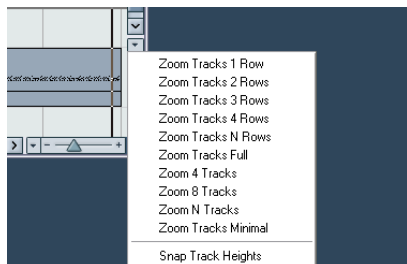 Zoom Tracks 1 Row
Zoom Tracks 2 Rows
Zoom Tracks 3 Rows
Zoom Tracks 4 Rows
Zoom Tracks N Rows
Zoom Tracks Full
Zoom 4 Tracks
Zoom 8 Tracks
Zoom N Tracks
Zoom Tracks Minimal
Snap Track Heights